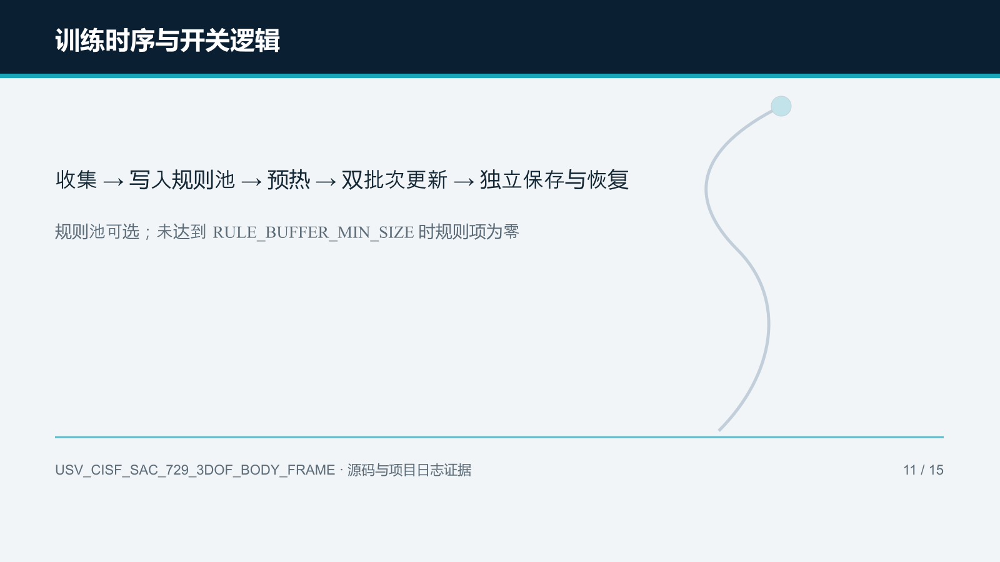 训练时序与开关逻辑
收集 → 写入规则池 → 预热 → 双批次更新 → 独立保存与恢复
规则池可选；未达到 RULE_BUFFER_MIN_SIZE 时规则项为零
USV_CISF_SAC_729_3DOF_BODY_FRAME · 源码与项目日志证据
11 / 15